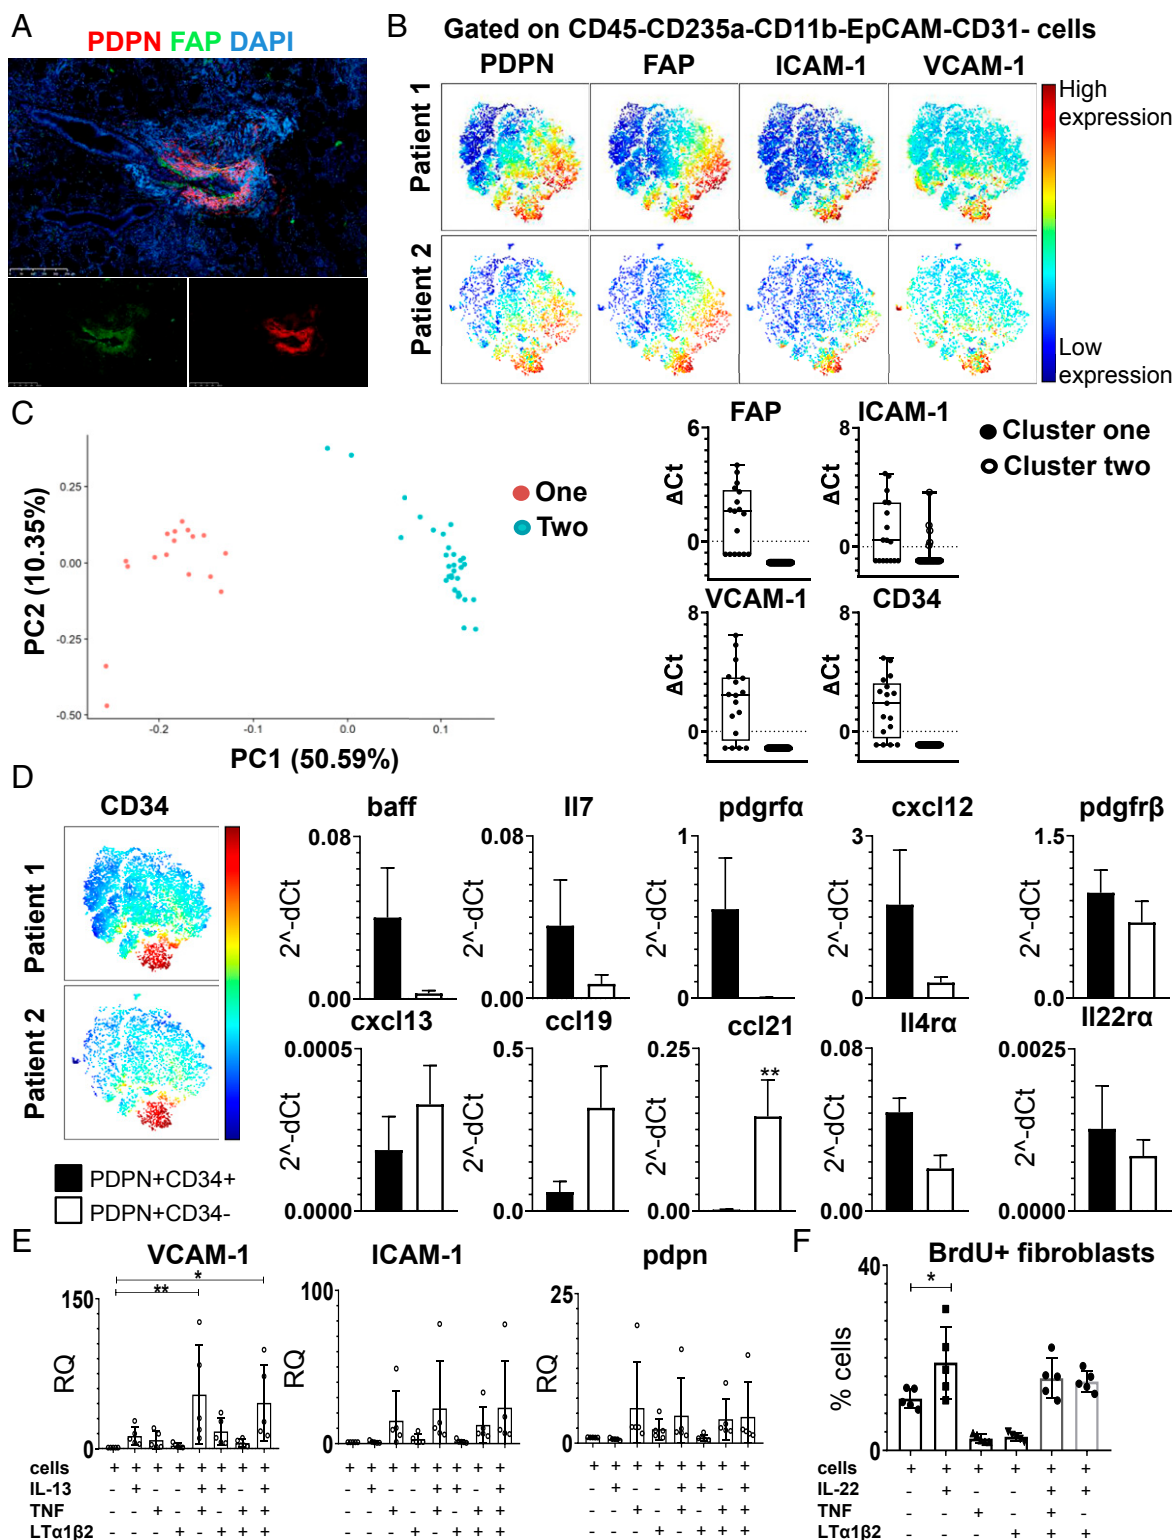 A
PDPN FAP DAPI
B
Gated on CD45-CD235a-CD11b-EpCAM-CD31- cells
PDPN FAP ICAM-1 VCAM-1
Patient 1
Patient 2
High
expression
Low
expression
C
PC2 (10.35%)
0.25
0.00
-0.25
-0.50
-0.2 -0.1 0.0 0.1
PC1 (50.59%)
One
Two
FAP
ΔCt
6
0
ICAM-1
ΔCt
8
0
Cluster one
Cluster two
VCAM-1
ΔCt
8
0
CD34
ΔCt
8
0
D
CD34
Patient 1
Patient 2
PDPN+CD34+
PDPN+CD34-
baff
2^-dCt
0.08
0.00
Il7
2^-dCt
0.08
0.00
pdgrfα
2^-dCt
1
0
cxcl12
2^-dCt
3
0
pdgfrβ
2^-dCt
1.5
0.0
cxcl13
2^-dCt
0.0005
0.0000
ccl19
2^-dCt
0.5
0.0
ccl21
2^-dCt
0.25
0.00
**
Il4rα
2^-dCt
0.08
0.00
Il22rα
2^-dCt
0.0025
0.0000
E
VCAM-1
RQ
150
0
**
*
cells + + + + + + + +
IL-13 - + - - + + - +
TNF - - + - + - + +
LTα1β2 - - - + - + + +
ICAM-1
RQ
100
0
+ + + + + + + +
- + - - + + - +
- - + - + - + +
- - - + - + + +
pdpn
RQ
25
0
+ + + + + + + +
- + - - + + - +
- - + - + - + +
- - - + - + + +
F
BrdU+ fibroblasts
% cells
40
0
*
cells + + + + + +
IL-22 - + - - + +
TNF - - + - + -
LTα1β2 - - - + + +